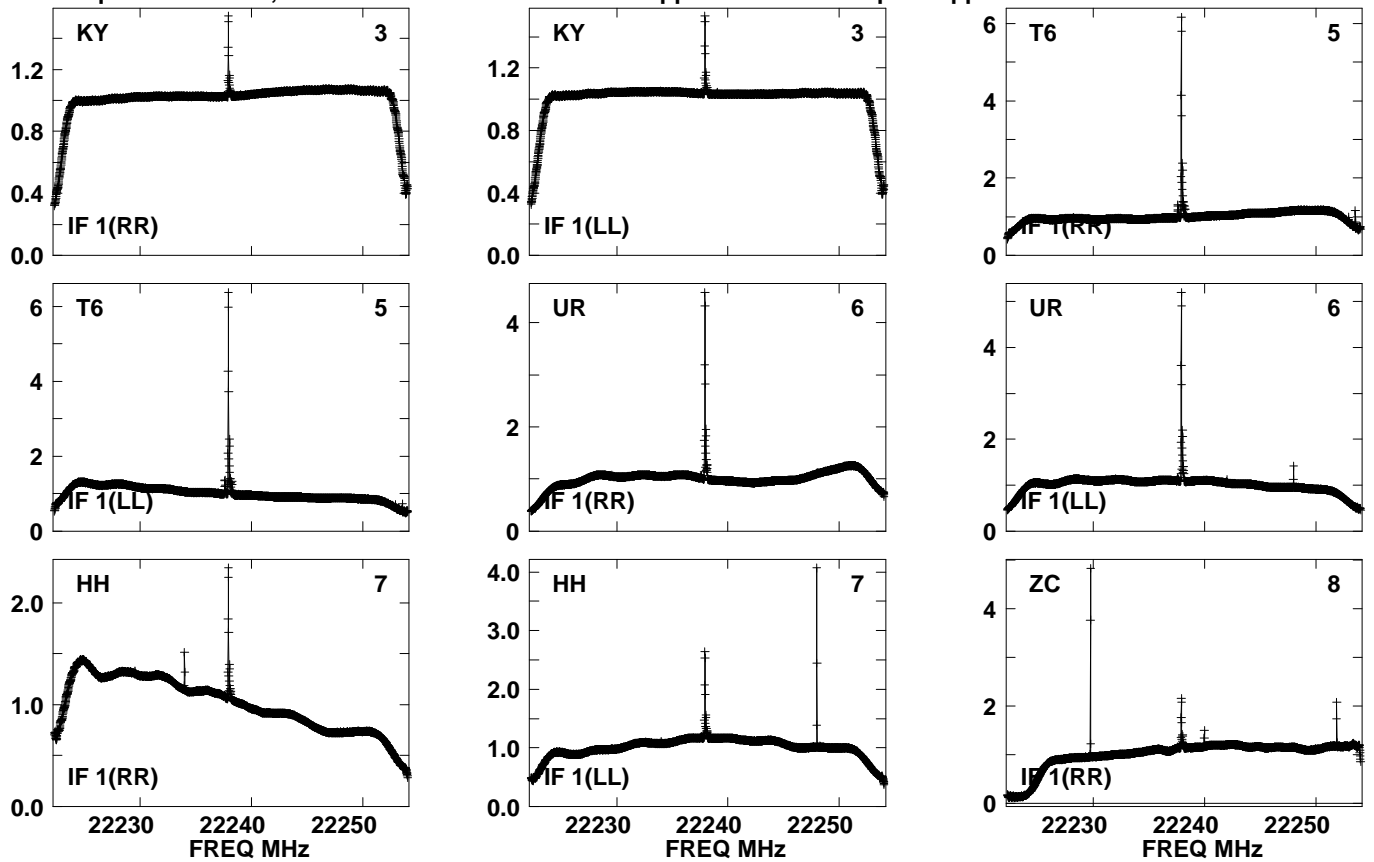 KY 3
1.2
0.8
0.4
0.0
IF 1(RR)
KY 3
1.2
0.8
0.4
0.0
IF 1(LL)
T6 5
6
4
2
0
IF 1(RR)
T6 5
6
4
2
0
IF 1(LL)
UR 6
4
2
0
IF 1(RR)
UR 6
4
2
0
IF 1(LL)
HH 7
2.0
1.0
0.0
IF 1(RR)
22230 22240 22250
FREQ MHz
HH 7
4.0
3.0
2.0
1.0
0.0
IF 1(LL)
22230 22240 22250
FREQ MHz
ZC 8
4
2
0
IF 1(RR)
22230 22240 22250
FREQ MHz